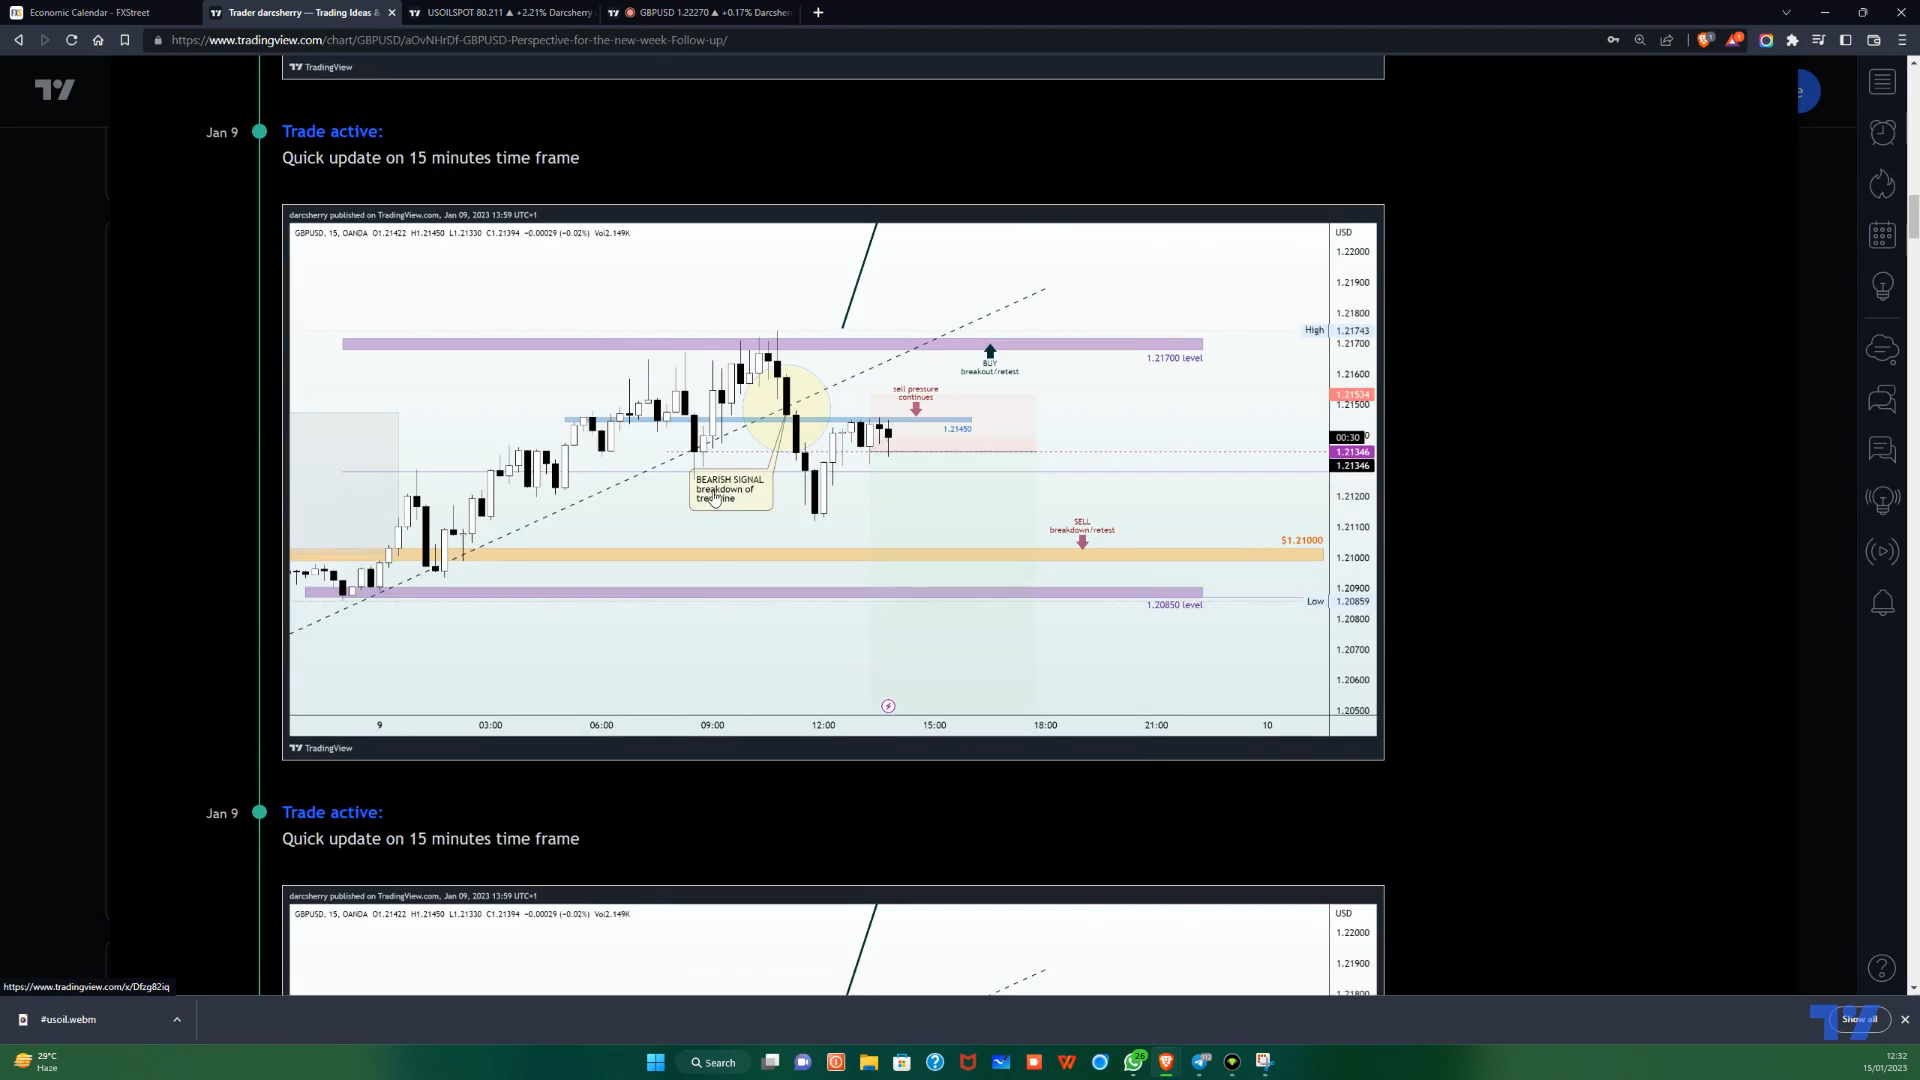 Economic Calendar - FXStreet
Trader darcsherry — Trading Ideas &
USOILSPOT 80.211 ▲ +2.21% Darcsherry
GBPUSD 1.22270 ▲ +0.17% Darcsher
https://www.tradingview.com/chart/GBPUSD/aOvNHrDf-GBPUSD-Perspective-for-the-new-week-Follow-up/
TradingView
Jan 9
Trade active:
Quick update on 15 minutes time frame
darcsherry published on TradingView.com, Jan 09, 2023 13:59 UTC+1
GBPUSD, 15, OANDA O1.21422 H1.21450 L1.21330 C1.21394 −0.00029 (−0.02%) Vol2.149K
USD
1.22000
1.21900
1.21800
High 1.21743
1.21700
1.21700 level
BUY
breakout/retest
1.21600
sell pressure
continues
1.21534
1.21500
1.21450
00:30
1.21346
1.21346
BEARISH SIGNAL
breakdown of
1.21200
SELL
breakdown/retest
1.21100
$1.21000
1.21000
1.20900
1.20850 level
Low 1.20859
1.20800
1.20700
1.20600
1.20500
9 03:00 06:00 09:00 12:00 15:00 18:00 21:00 10
TradingView
Jan 9
Trade active:
Quick update on 15 minutes time frame
darcsherry published on TradingView.com, Jan 09, 2023 13:59 UTC+1
GBPUSD, 15, OANDA O1.21422 H1.21450 L1.21330 C1.21394 −0.00029 (−0.02%) Vol2.149K
USD
1.22000
1.21900
1.21800
https://www.tradingview.com/x/Dfzg82iq
#usoil.webm
Show all
29°C
Haze
Search
26
12:32
15/01/2023